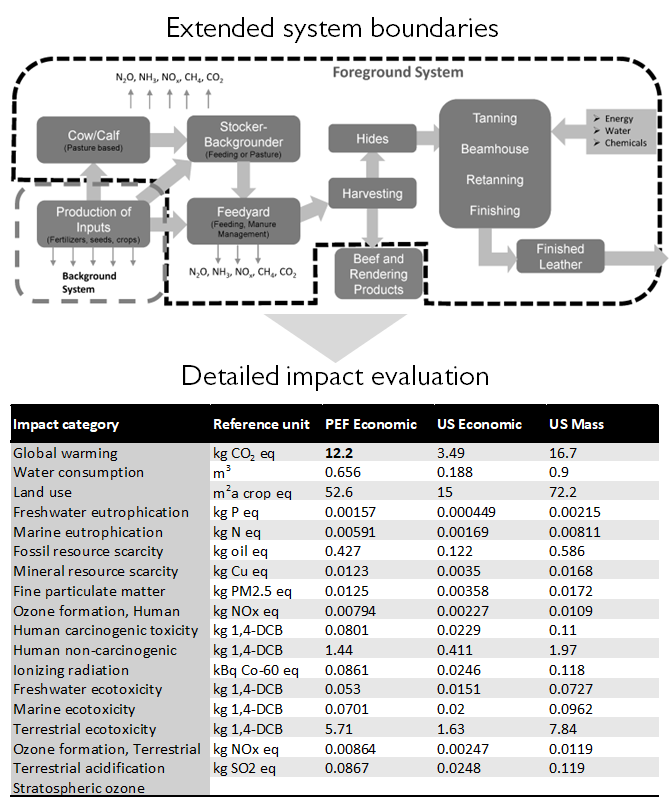 Extended system boundaries
Foreground System
N₂O, NH₃, NOₓ, CH₄, CO₂
Cow/Calf
(Pasture based)
Stocker-
Backgrounder
(Feeding or Pasture)
Hides
Tanning
Beamhouse
Retanning
Finishing
➢ Energy
➢ Water
➢ Chemicals
Production of
Inputs
(Fertilizers, seeds, crops)
Feedyard
(Feeding, Manure
Management)
Harvesting
Background
System
N₂O, NH₃, NOₓ, CH₄, CO₂
Beef and
Rendering
Products
Finished
Leather
Detailed impact evaluation
Impact category Reference unit PEF Economic US Economic US Mass
Global warming kg CO₂ eq 12.2 3.49 16.7
Water consumption m³ 0.656 0.188 0.9
Land use m²a crop eq 52.6 15 72.2
Freshwater eutrophication kg P eq 0.00157 0.000449 0.00215
Marine eutrophication kg N eq 0.00591 0.00169 0.00811
Fossil resource scarcity kg oil eq 0.427 0.122 0.586
Mineral resource scarcity kg Cu eq 0.0123 0.0035 0.0168
Fine particulate matter kg PM2.5 eq 0.0125 0.00358 0.0172
Ozone formation, Human kg NOx eq 0.00794 0.00227 0.0109
Human carcinogenic toxicity kg 1,4-DCB 0.0801 0.0229 0.11
Human non-carcinogenic kg 1,4-DCB 1.44 0.411 1.97
Ionizing radiation kBq Co-60 eq 0.0861 0.0246 0.118
Freshwater ecotoxicity kg 1,4-DCB 0.053 0.0151 0.0727
Marine ecotoxicity kg 1,4-DCB 0.0701 0.02 0.0962
Terrestrial ecotoxicity kg 1,4-DCB 5.71 1.63 7.84
Ozone formation, Terrestrial kg NOx eq 0.00864 0.00247 0.0119
Terrestrial acidification kg SO2 eq 0.0867 0.0248 0.119
Stratospheric ozone